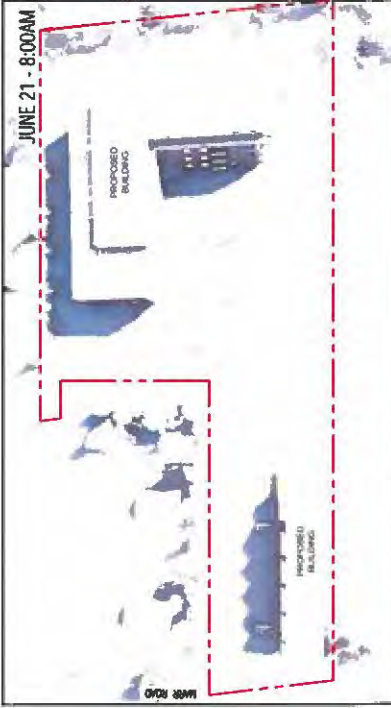 JUNE 21 - 8:00AM
PROPOSED
BUILDING
PROPOSED
BUILDING
MARR ROAD